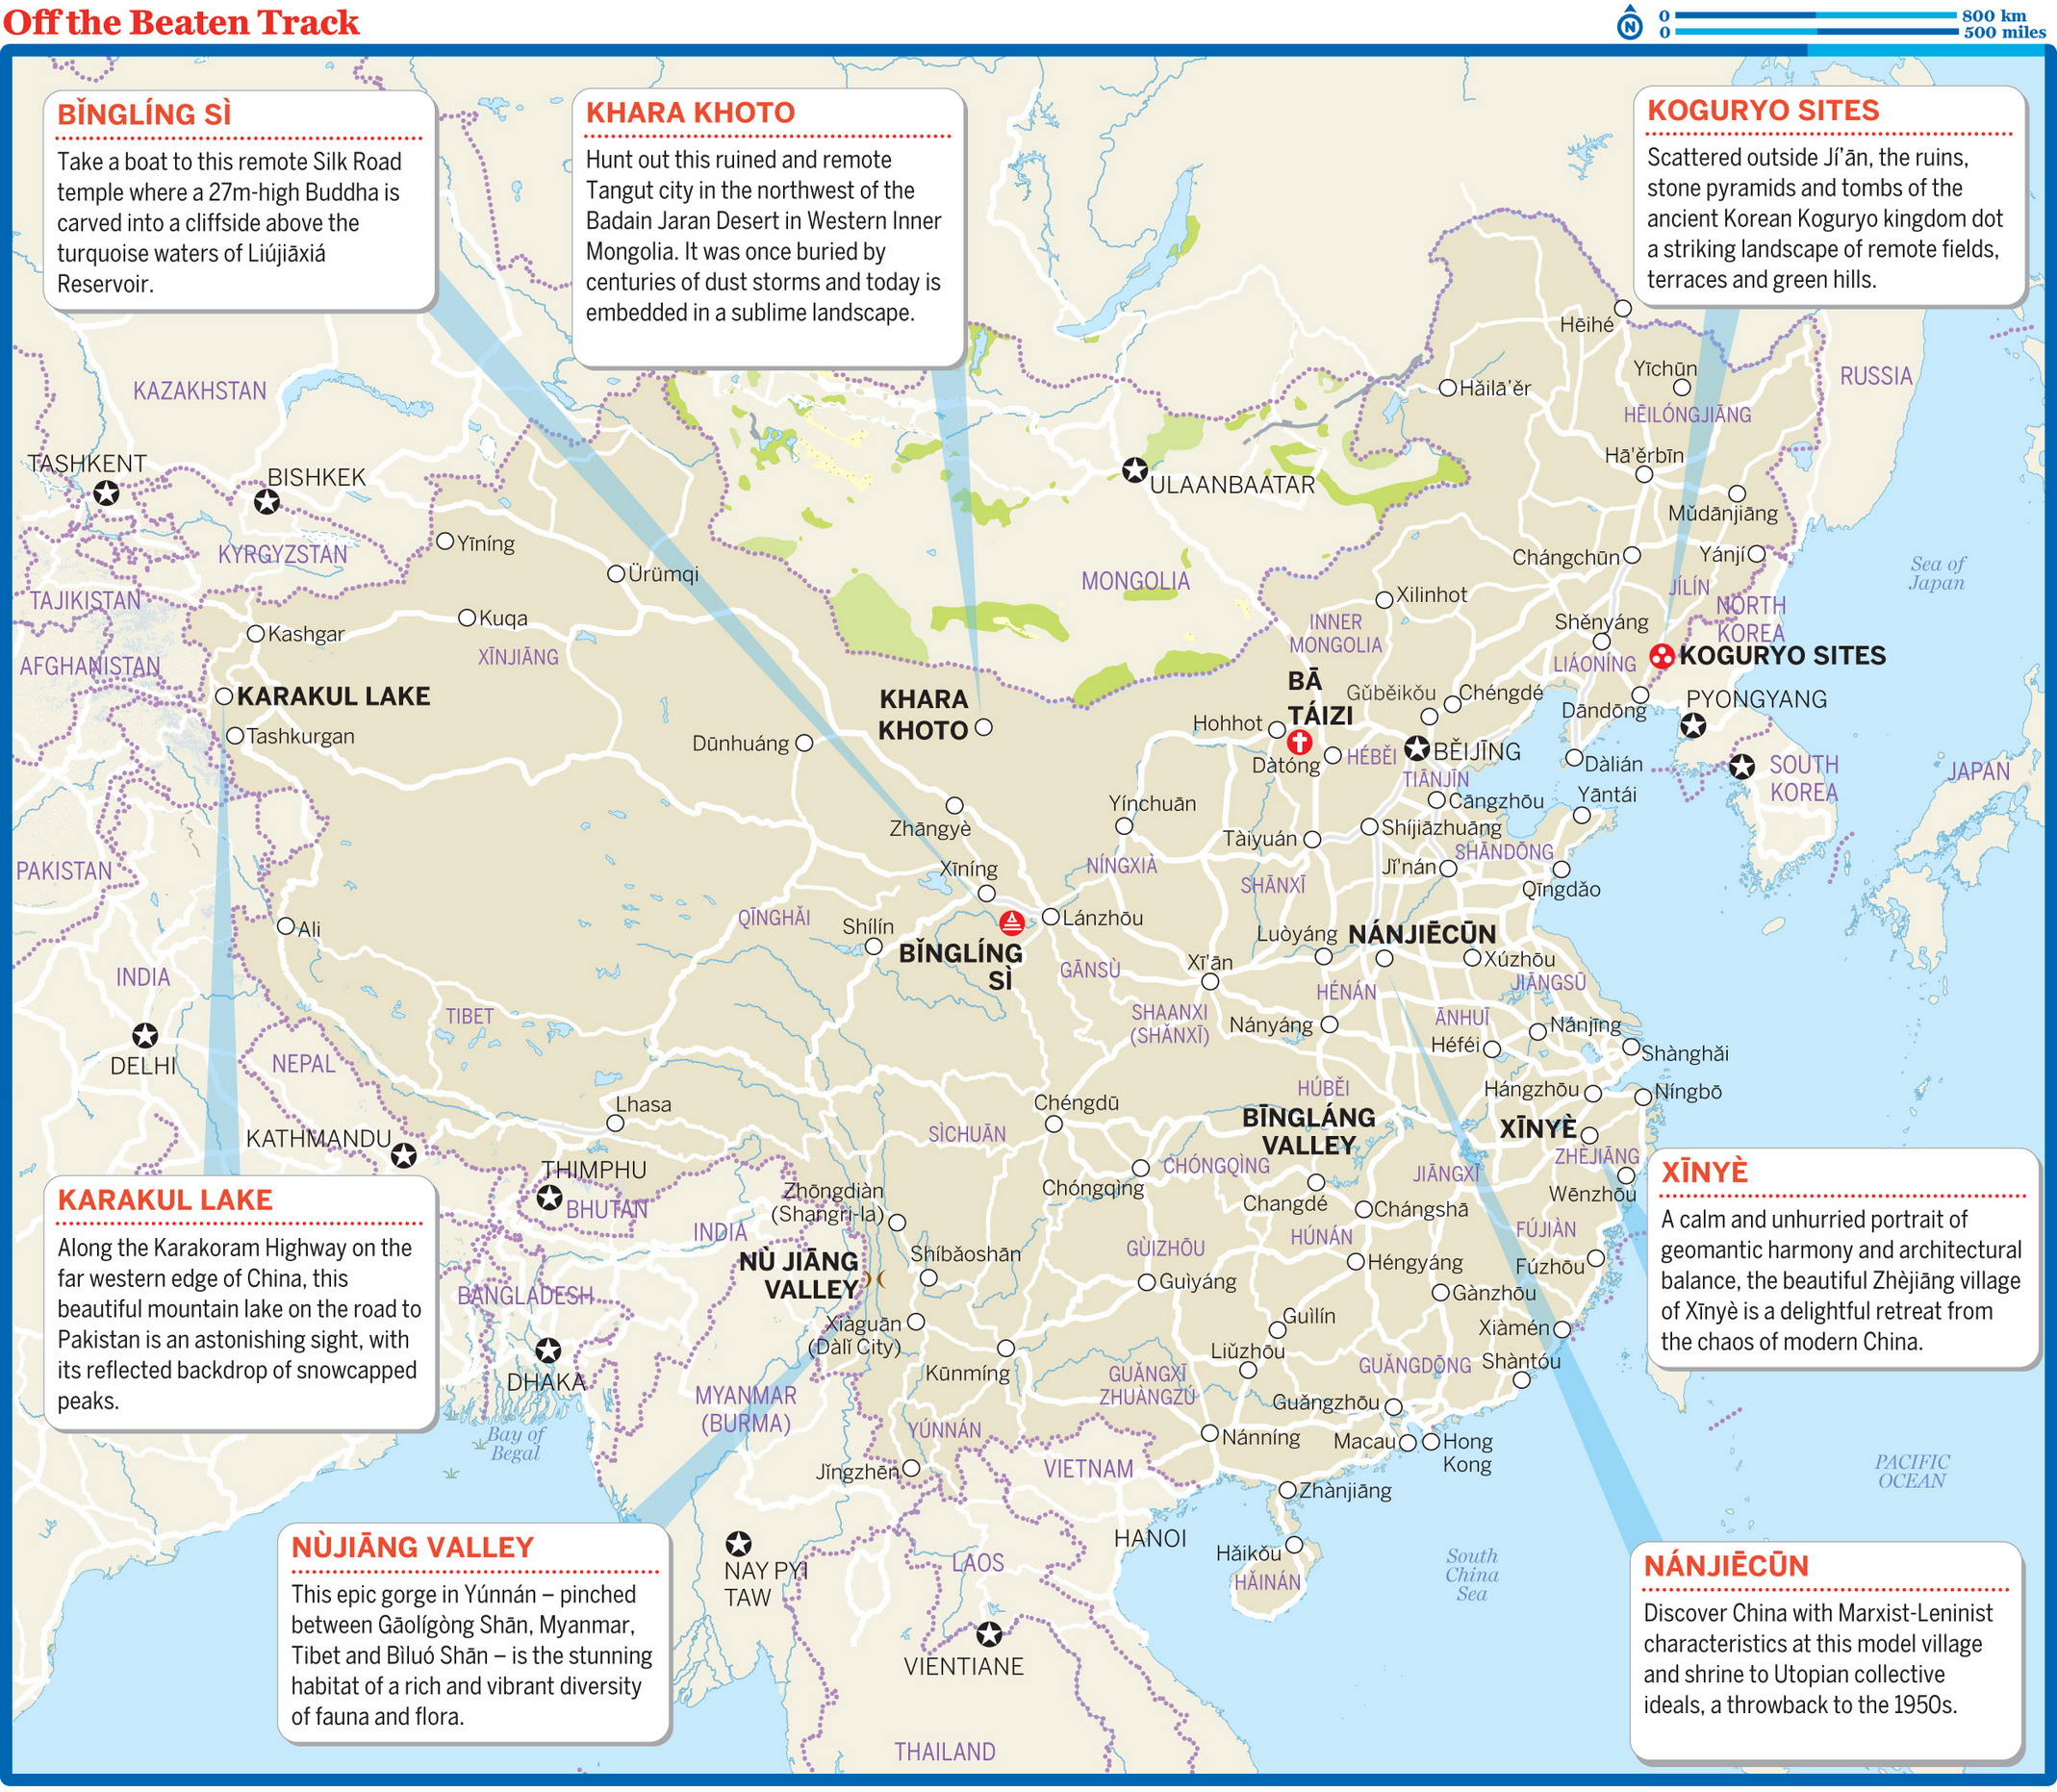 Off the Beaten Track
0 800 km
0 500 miles
N
BǏNGLÍNG SÌ
Take a boat to this remote Silk Road
temple where a 27m-high Buddha is
carved into a cliffside above the
turquoise waters of Liújiāxiá
Reservoir.
KHARA KHOTO
Hunt out this ruined and remote
Tangut city in the northwest of the
Badain Jaran Desert in Western Inner
Mongolia. It was once buried by
centuries of dust storms and today is
embedded in a sublime landscape.
KOGURYO SITES
Scattered outside Jí'ān, the ruins,
stone pyramids and tombs of the
ancient Korean Koguryo kingdom dot
a striking landscape of remote fields,
terraces and green hills.
Hēihé
Yīchūn
KAZAKHSTAN
RUSSIA
Hǎilā'ěr
HĒILÓNGJIĀNG
TASHKENT
BISHKEK
Hā'ěrbīn
ULAANBAATAR
Mǔdānjiāng
KYRGYZSTAN
Yīníng
Chángchūn
Yánjí
Ürümqi
MONGOLIA
JÍLÍN
Sea of
Japan
TAJIKISTAN
Kuqa
Xilinhot
NORTH
KOREA
Kashgar
INNER
MONGOLIA
Shěnyáng
XĪNJIĀNG
AFGHANISTAN
LIÁONÍNG
KOGURYO SITES
KARAKUL LAKE
KHARA
KHOTO
BĀ
TÁIZI
Gǔběikǒu
Chéngdé
Dāndōng
PYONGYANG
Tashkurgan
Dūnhuáng
Hohhot
Dàtóng
HÉBĚI
BĚIJĪNG
TIĀNJĪN
Dàlián
SOUTH
KOREA
JAPAN
Zhāngyè
Yínchuān
Cāngzhōu
Yāntái
Tàiyuán
Shíjiāzhuāng
PAKISTAN
Xīníng
NÍNGXIÀ
SHĀNXĪ
Jǐ'nán
SHĀNDŌNG
Qīngdǎo
Ali
QĪNGHǍI
Shílín
Lánzhōu
BǏNGLÍNG
SÌ
GĀNSÙ
Xī'ān
Luòyáng
NÁNJIĒCŪN
Xúzhōu
INDIA
HÉNÁN
JIĀNGSŪ
TIBET
SHAANXI
(SHǍNXĪ)
Nányáng
ĀNHUĪ
Nánjīng
Héféi
Shànghǎi
DELHI
NEPAL
HÚBĚI
Hángzhōu
Níngbō
Lhasa
Chéngdū
BĪNGLÁNG
VALLEY
XĪNYÈ
KATHMANDU
SÌCHUĀN
ZHÈJIĀNG
THIMPHU
BHUTAN
CHÓNGQÌNG
Chóngqìng
JIĀNGXĪ
Changdé
Wēnzhōu
Zhōngdiàn
(Shangri-la)
Chángshā
INDIA
HÚNÁN
FÚJIÀN
KARAKUL LAKE
Along the Karakoram Highway on the
far western edge of China, this
beautiful mountain lake on the road to
Pakistan is an astonishing sight, with
its reflected backdrop of snowcapped
peaks.
XĪNYÈ
A calm and unhurried portrait of
geomantic harmony and architectural
balance, the beautiful Zhèjiāng village
of Xīnyè is a delightful retreat from
the chaos of modern China.
NÙ JIĀNG
VALLEY
Shíbǎoshān
GÙIZHŌU
Guìyáng
Héngyáng
Fúzhōu
BANGLADESH
Gànzhōu
Xiàguān
(Dàlǐ City)
Guìlín
Xiàmén
DHAKA
Kūnmíng
Liǔzhōu
GUǍNGXĪ
ZHUÀNGZÚ
GUǍNGDŌNG
Shàntóu
MYANMAR
(BURMA)
Guǎngzhōu
Bay of
Begal
YÚNNÁN
Nánníng
Macau
Hong
Kong
Jǐngzhēn
VIETNAM
Zhànjiāng
PACIFIC
OCEAN
HANOI
NAY PYI
TAW
LAOS
Hǎikǒu
HǍINÁN
South
China
Sea
VIENTIANE
THAILAND
NÙJIĀNG VALLEY
This epic gorge in Yúnnán – pinched
between Gāolígòng Shān, Myanmar,
Tibet and Bìluó Shān – is the stunning
habitat of a rich and vibrant diversity
of fauna and flora.
NÁNJIĒCŪN
Discover China with Marxist-Leninist
characteristics at this model village
and shrine to Utopian collective
ideals, a throwback to the 1950s.